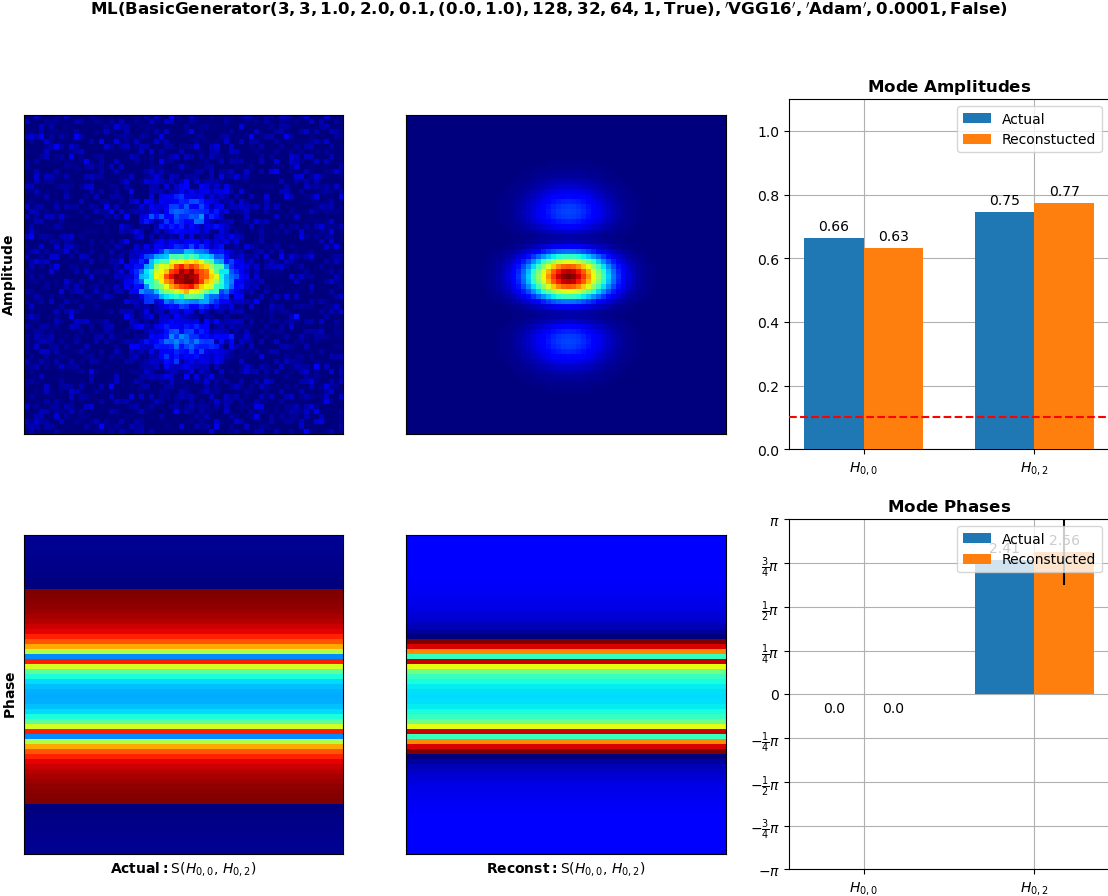 ML(BasicGenerator(3, 3, 1.0, 2.0, 0.1, (0.0, 1.0), 128, 32, 64, 1, True), ′VGG16′, ′Adam′, 0.0001, False)
Amplitude
Mode Amplitudes
Actual
Reconstucted
1.0
0.8
0.6
0.4
0.2
0.0
0.66
0.63
0.75
0.77
H0,0
H0,2
Phase
Actual: S(H0,0, H0,2)
Reconst: S(H0,0, H0,2)
Mode Phases
Actual
Reconstucted
2.41
2.56
π
3/4π
1/2π
1/4π
0
−1/4π
−1/2π
−3/4π
−π
0.0
0.0
H0,0
H0,2